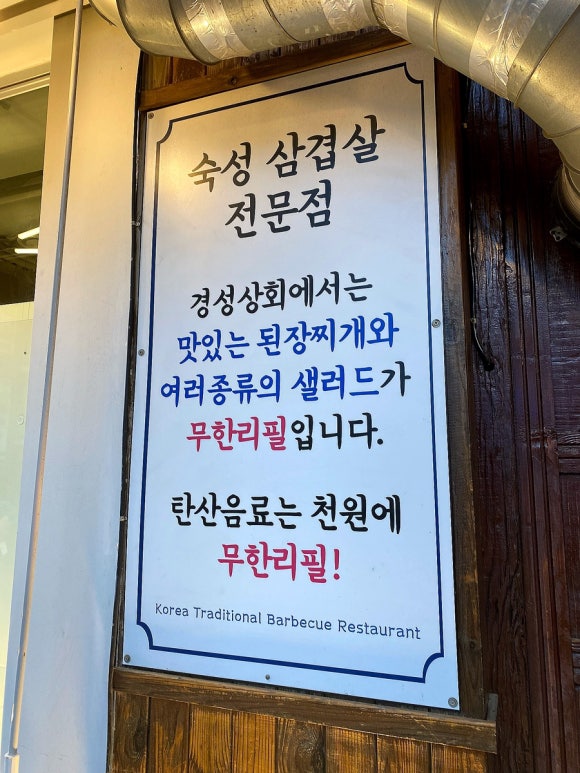 숙성 삼겹살
전문점
경성상회에서는
맛있는 된장찌개와
여러종류의 샐러드가
무한리필입니다.
탄산음료는 천원에
무한리필!
Korea Traditional Barbecue Restaurant